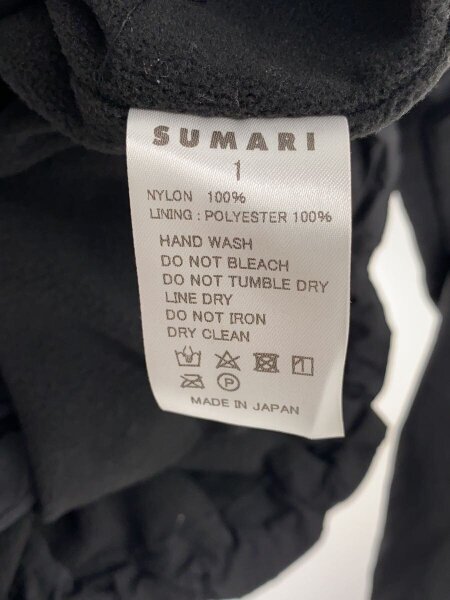 SUMARI
1
NYLON 100%
LINING : POLYESTER 100%
HAND WASH
DO NOT BLEACH
DO NOT TUMBLE DRY
LINE DRY
DO NOT IRON
DRY CLEAN
P
MADE IN JAPAN